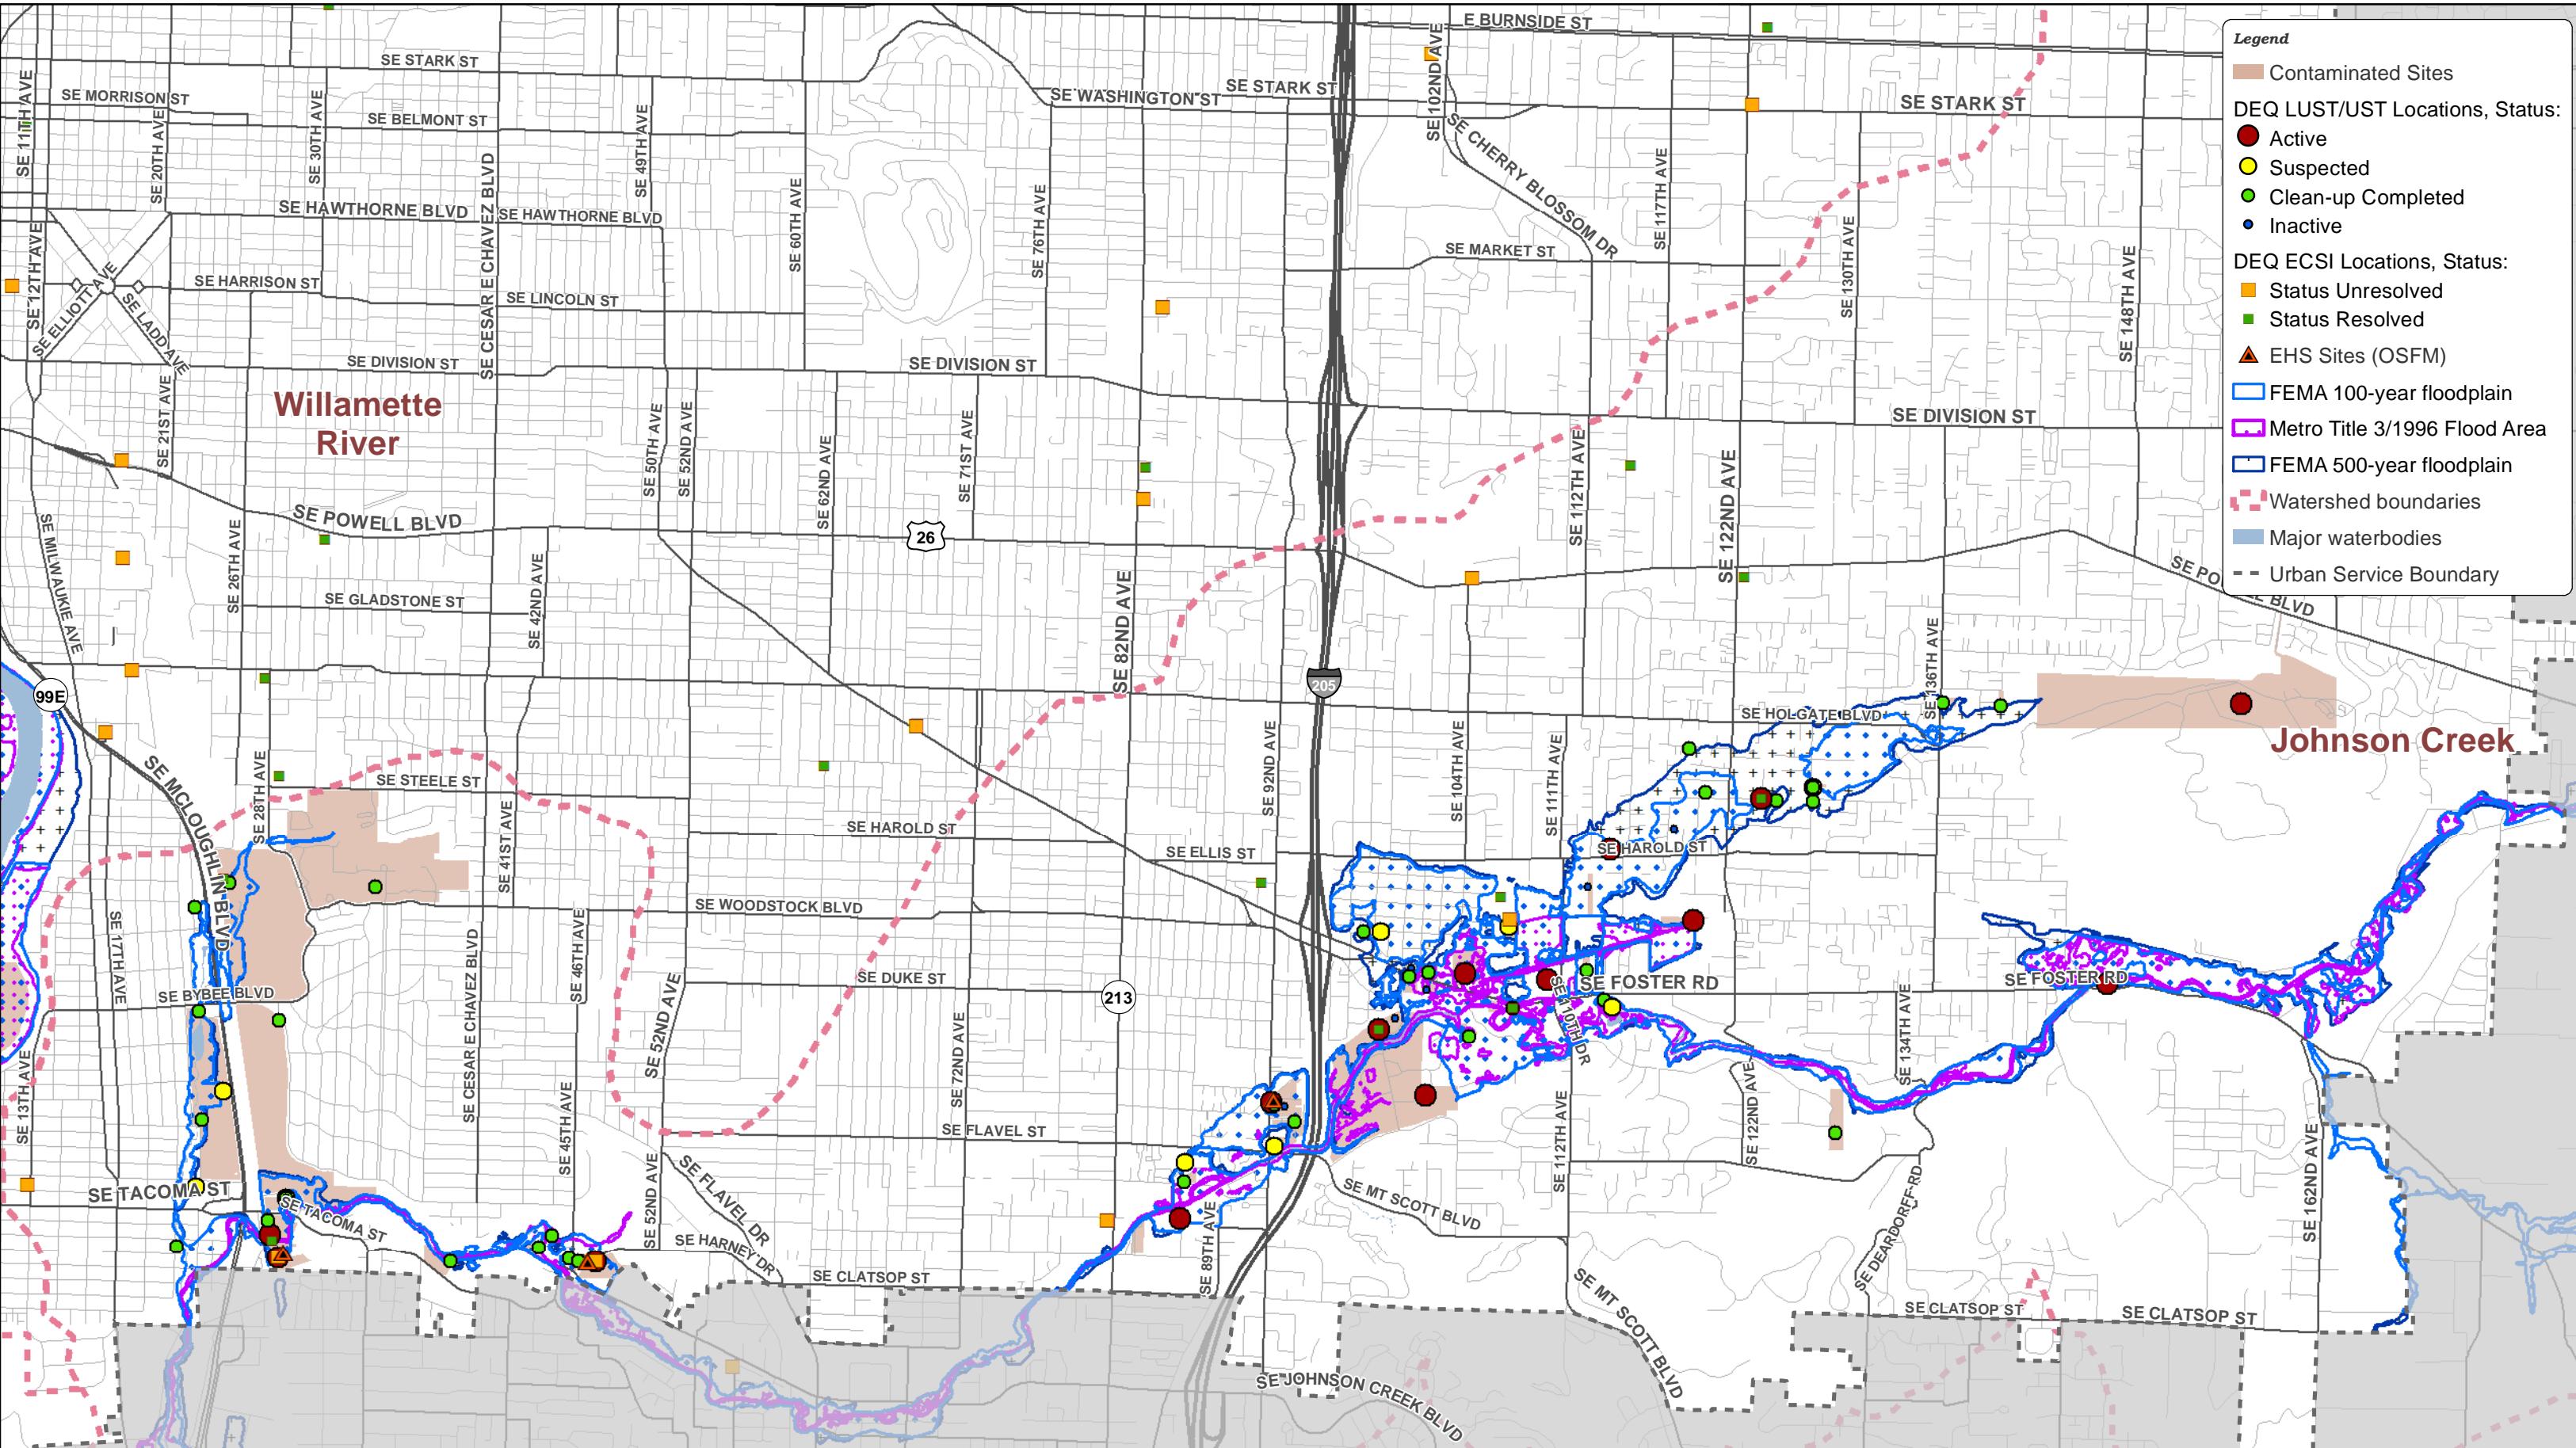 E BURNSIDE ST
SE STARK ST
SE MORRISON ST
SE BELMONT ST
SE WASHINGTON ST
SE STARK ST
SE STARK ST
SE 11TH AVE
SE 20TH AVE
SE 30TH AVE
SE 49TH AVE
SE 102ND AVE
SE CHERRY BLOSSOM DR
SE 117TH AVE
SE HAWTHORNE BLVD
SE HAWTHORNE BLVD
SE CESAR E CHAVEZ BLVD
SE 60TH AVE
SE 76TH AVE
SE MARKET ST
SE 130TH AVE
SE 148TH AVE
SE 12TH AVE
SE ELLIOTT AVE
SE LADD AVE
SE HARRISON ST
SE LINCOLN ST
SE DIVISION ST
SE DIVISION ST
SE DIVISION ST
Willamette
River
SE 21ST AVE
SE 50TH AVE
SE 52ND AVE
SE 62ND AVE
SE 71ST AVE
SE 112TH AVE
SE 122ND AVE
SE POWELL BLVD
26
SE MILWAUKIE AVE
SE 26TH AVE
SE 42ND AVE
SE GLADSTONE ST
SE 82ND AVE
SE PO
BLVD
99E
205
SE 136TH AVE
SE HOLGATE BLVD
Johnson Creek
SE MCLOUGHLIN BLVD
SE 28TH AVE
SE STEELE ST
SE 41ST AVE
SE HAROLD ST
SE 92ND AVE
SE 104TH AVE
SE 111TH AVE
SE HAROLD ST
SE ELLIS ST
SE 17TH AVE
SE WOODSTOCK BLVD
SE CESAR E CHAVEZ BLVD
SE 46TH AVE
SE 52ND AVE
SE DUKE ST
SE BYBEE BLVD
213
SE FOSTER RD
SE FOSTER RD
SE 110TH DR
SE 13TH AVE
SE 45TH AVE
SE 72ND AVE
SE 134TH AVE
SE 122ND AVE
SE 112TH AVE
SE 162ND AVE
SE FLAVEL ST
SE TACOMA ST
SE TACOMA ST
SE 52ND AVE
SE FLAVEL DR
SE HARNEY DR
SE CLATSOP ST
SE 89TH AVE
SE MT SCOTT BLVD
SE DEARDORFF RD
SE MT SCOTT BLVD
SE CLATSOP ST
SE CLATSOP ST
SE JOHNSON CREEK BLVD
Legend
Contaminated Sites
DEQ LUST/UST Locations, Status:
Active
Suspected
Clean-up Completed
Inactive
DEQ ECSI Locations, Status:
Status Unresolved
Status Resolved
EHS Sites (OSFM)
FEMA 100-year floodplain
Metro Title 3/1996 Flood Area
FEMA 500-year floodplain
Watershed boundaries
Major waterbodies
Urban Service Boundary